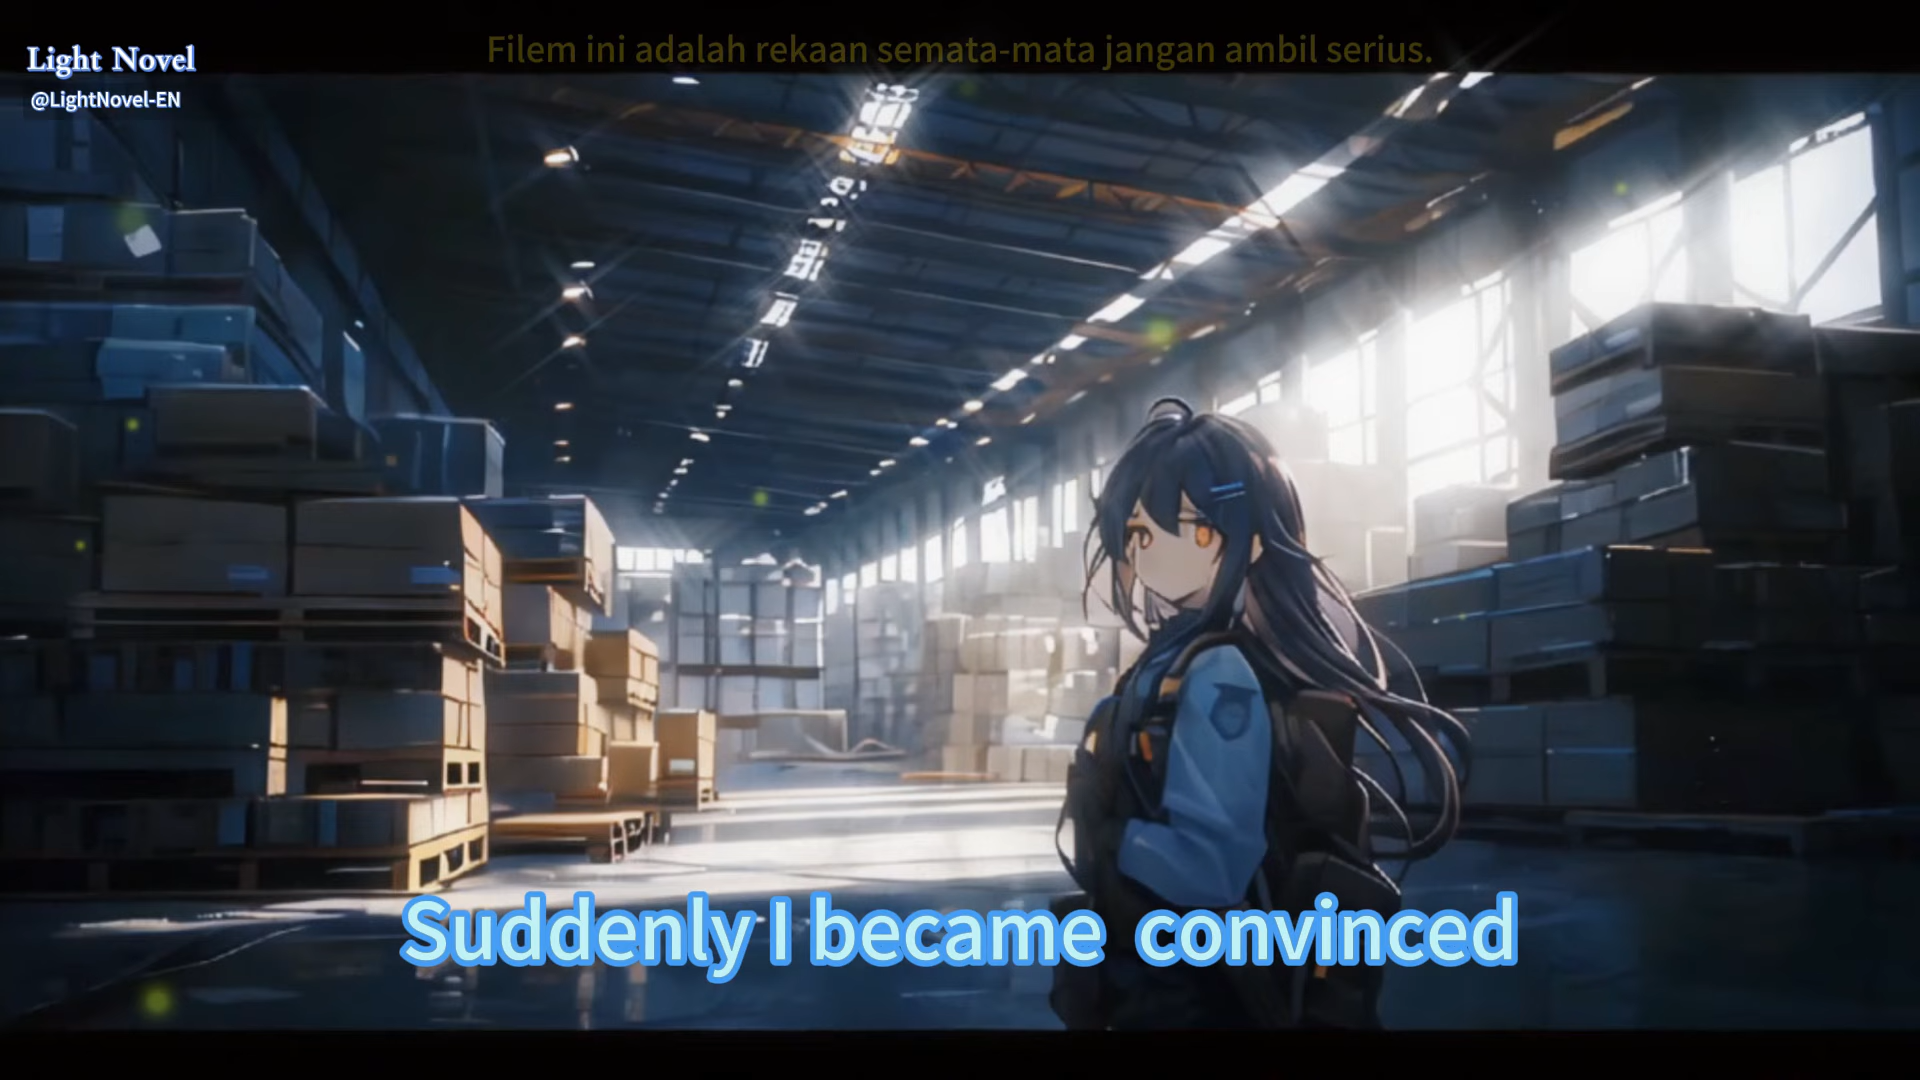 Filem ini adalah rekaan semata-mata jangan ambil serius.
Light Novel
@LightNovel-EN
Suddenly I became convinced